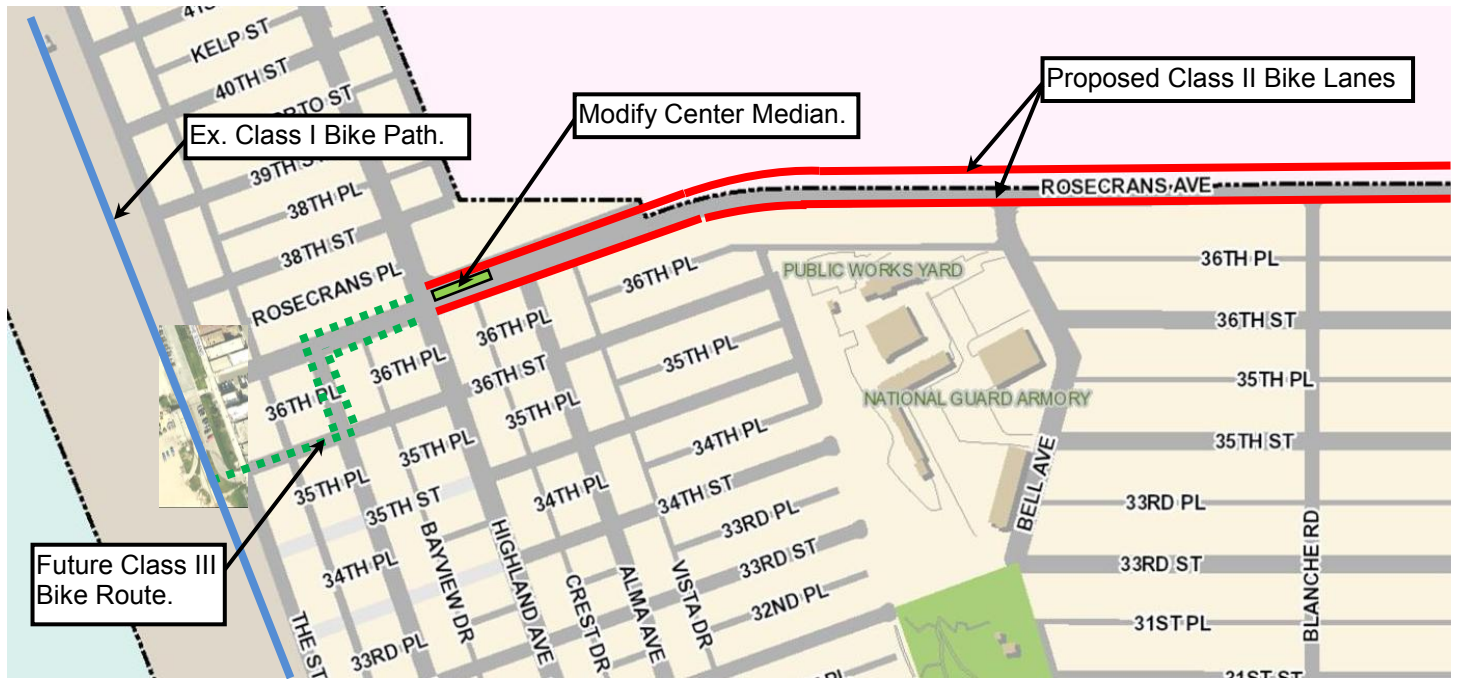 KELP ST
40TH ST
Ex. Class I Bike Path.
Modify Center Median.
Proposed Class II Bike Lanes
39TH ST
38TH PL
38TH ST
ROSECRANS PL
ROSECRANS AVE
36TH PL
PUBLIC WORKS YARD
36TH PL
36TH PL
36TH PL
36TH ST
36TH PL
36TH ST
35TH PL
35TH PL
35TH PL
NATIONAL GUARD ARMORY
35TH PL
34TH PL
35TH ST
35TH PL
35TH ST
34TH PL
34TH ST
33RD PL
33RD PL
BELL AVE
BLANCHE RD
Future Class III
Bike Route.
34TH PL
BAYVIEW DR
HIGHLAND AVE
CREST DR
ALMA AVE
VISTA DR
33RD ST
33RD ST
32ND PL
THE ST
33RD PL
31ST PL
31ST ST